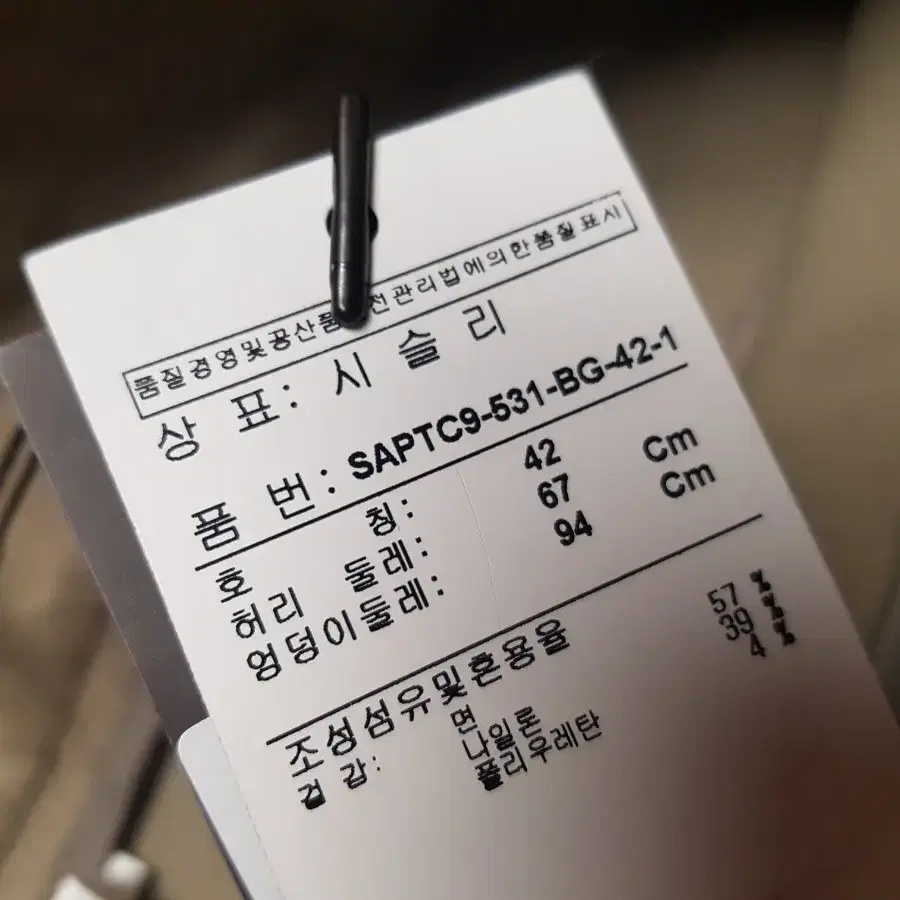 품질경영및공산품 전관리법에의한품질표시
상 표: 시 슬 리
품 번: SAPTC9-531-BG-42-1
호 칭: 42
허리 둘레: 67 Cm
엉덩이둘레: 94 Cm
조성섬유및혼용율
겉 감: 면 57 %
나일론 39 %
폴리우레탄 4 %